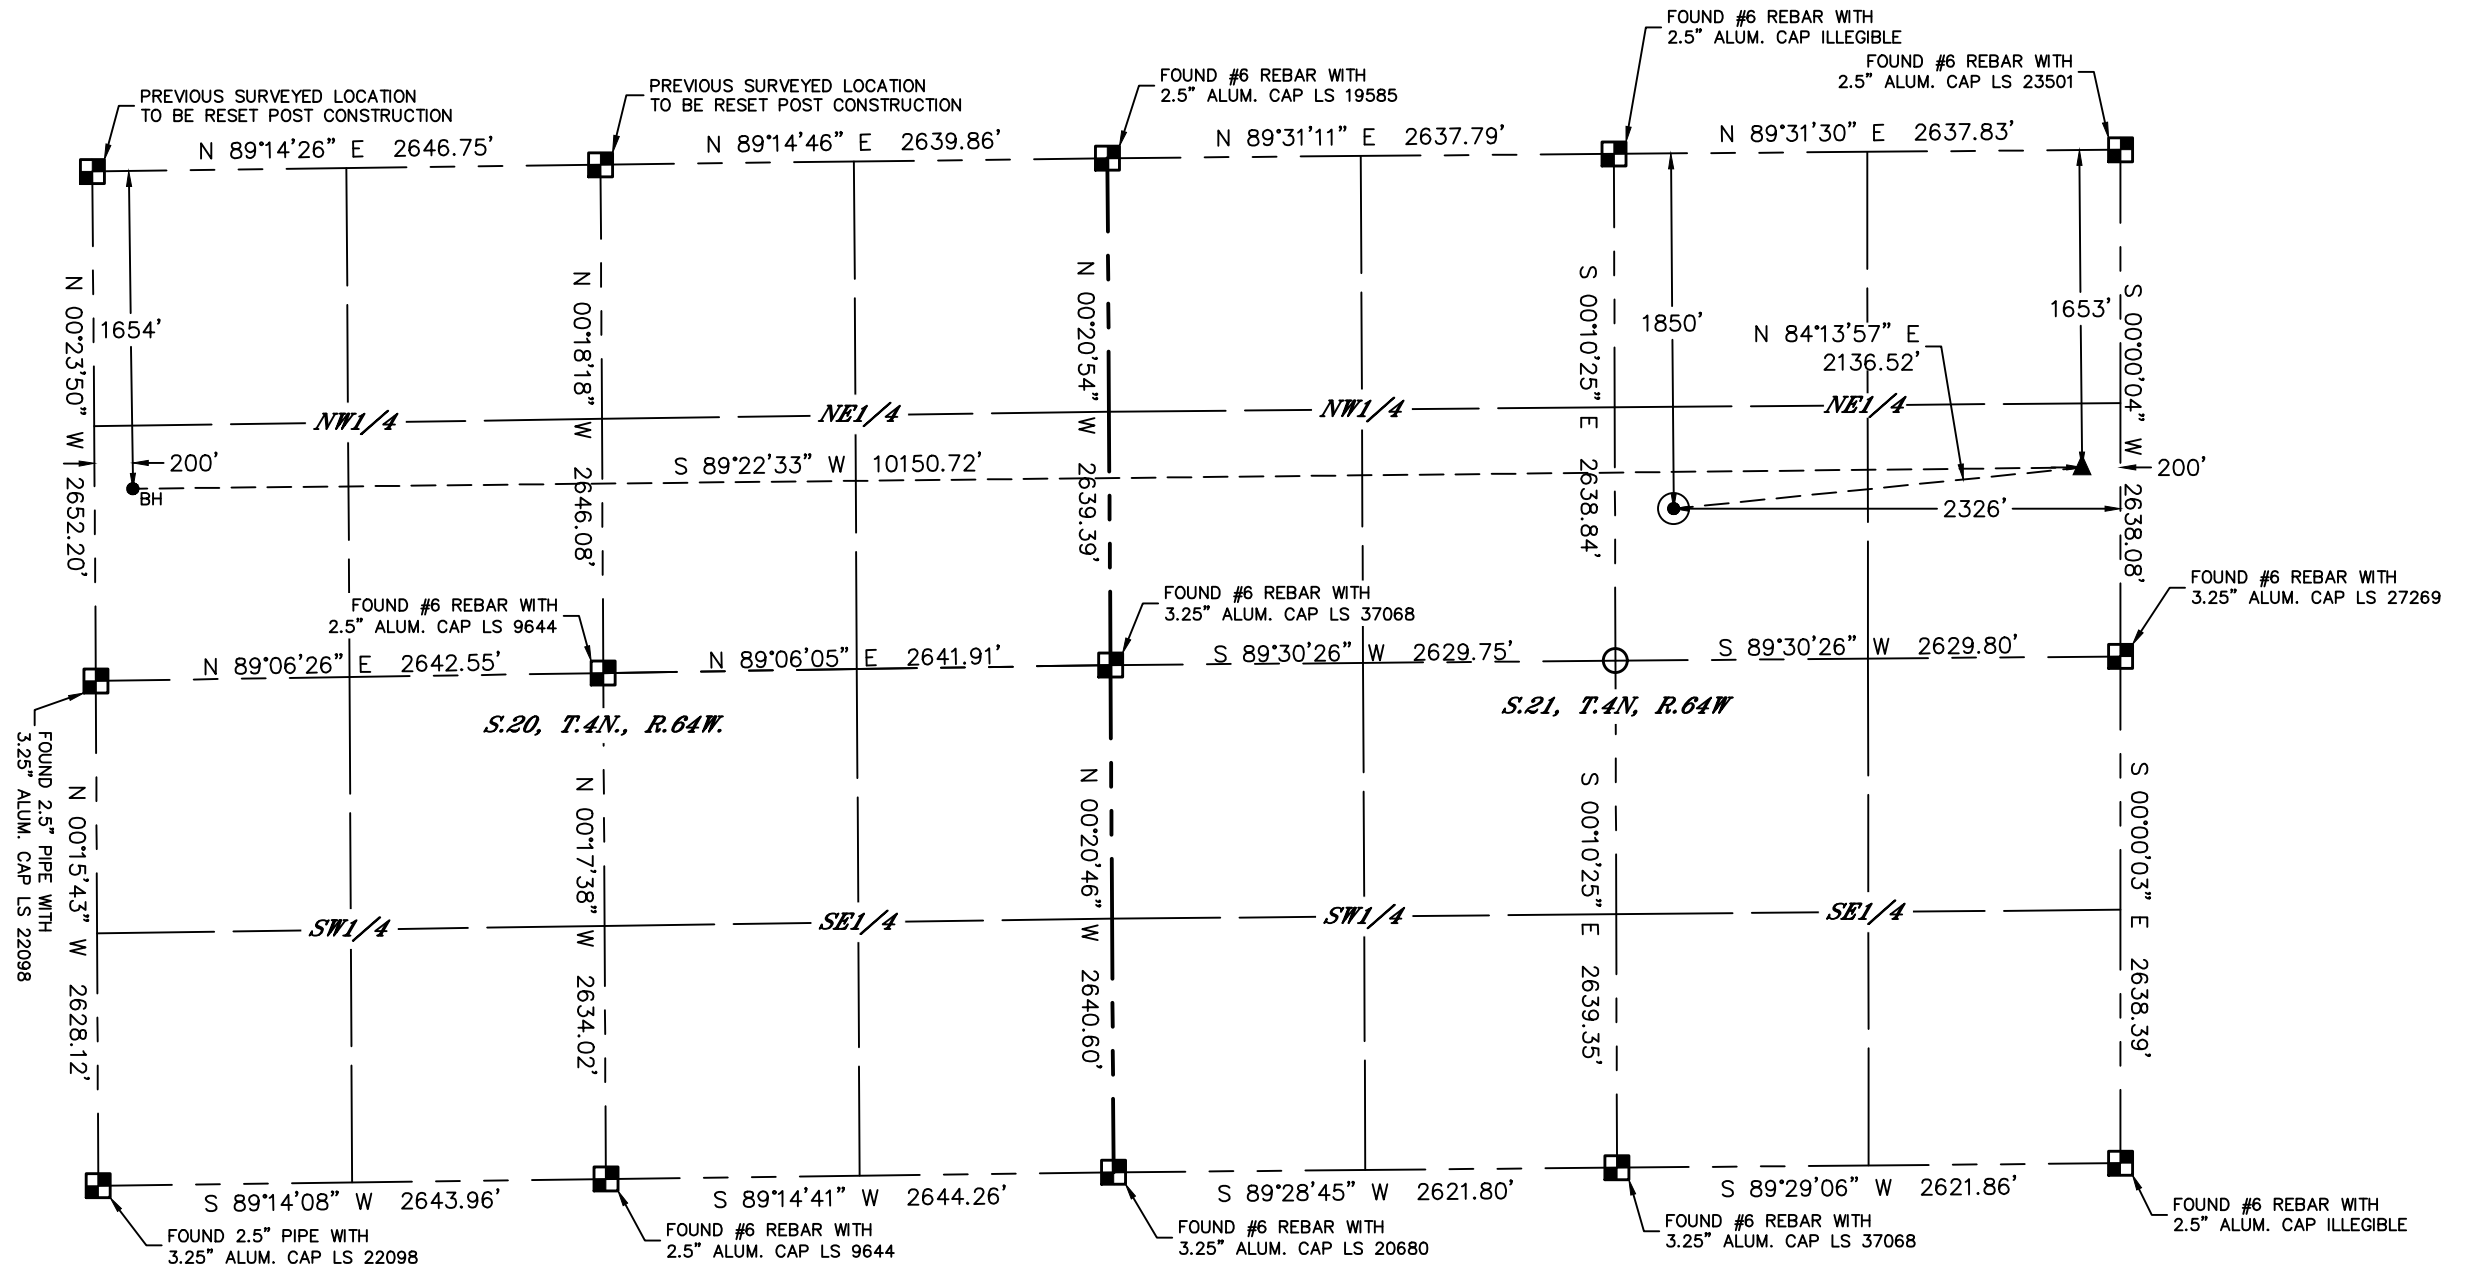 FOUND #6 REBAR WITH
2.5" ALUM. CAP ILLEGIBLE
FOUND #6 REBAR WITH
2.5" ALUM. CAP LS 23501
FOUND #6 REBAR WITH
2.5" ALUM. CAP LS 19585
PREVIOUS SURVEYED LOCATION
TO BE RESET POST CONSTRUCTION
PREVIOUS SURVEYED LOCATION
TO BE RESET POST CONSTRUCTION
N 89°14'26" E 2646.75'
N 89°14'46" E 2639.86'
N 89°31'11" E 2637.79'
N 89°31'30" E 2637.83'
N 00°23'50" W 2652.20'
N 00°18'18" W 2646.08'
N 00°20'54" W 2639.39'
S 00°10'25" E 2638.84'
S 00°00'04" W 2638.08'
1654'
1850'
1653'
N 84°13'57" E
2136.52'
NW1/4
NE1/4
NW1/4
NE1/4
200'
S 89°22'33" W 10150.72'
200'
BH
2326'
FOUND #6 REBAR WITH
2.5" ALUM. CAP LS 9644
FOUND #6 REBAR WITH
3.25" ALUM. CAP LS 37068
FOUND #6 REBAR WITH
3.25" ALUM. CAP LS 27269
N 89°06'26" E 2642.55'
N 89°06'05" E 2641.91'
S 89°30'26" W 2629.75'
S 89°30'26" W 2629.80'
S.20, T.4N., R.64W.
S.21, T.4N, R.64W
FOUND 2.5" PIPE WITH
3.25" ALUM. CAP LS 22098
N 00°15'43" W 2628.12'
N 00°17'38" W 2634.02'
N 00°20'46" W 2640.60'
S 00°10'25" E 2639.35'
S 00°00'03" E 2638.39'
SW1/4
SE1/4
SW1/4
SE1/4
S 89°14'08" W 2643.96'
S 89°14'41" W 2644.26'
S 89°28'45" W 2621.80'
S 89°29'06" W 2621.86'
FOUND 2.5" PIPE WITH
3.25" ALUM. CAP LS 22098
FOUND #6 REBAR WITH
2.5" ALUM. CAP LS 9644
FOUND #6 REBAR WITH
3.25" ALUM. CAP LS 20680
FOUND #6 REBAR WITH
3.25" ALUM. CAP LS 37068
FOUND #6 REBAR WITH
2.5" ALUM. CAP ILLEGIBLE